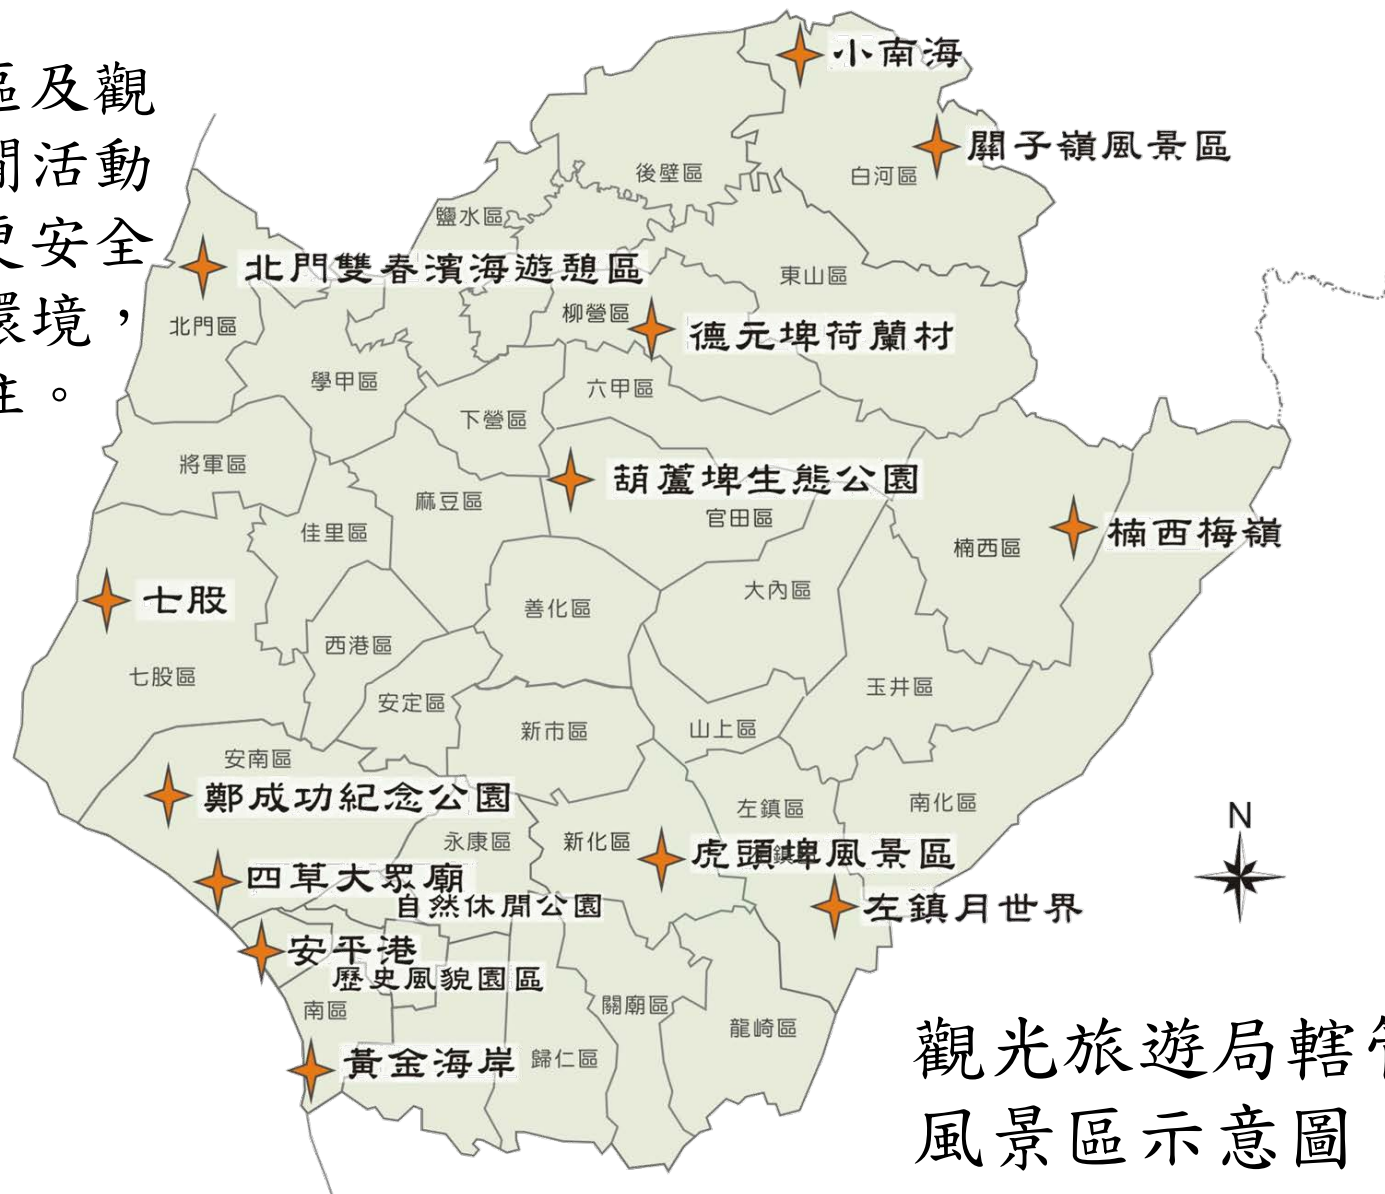 區及觀
閒活動
更安全
環境，
主。
小南海
關子嶺風景區
後壁區
白河區
鹽水區
北門雙春濱海遊憩區
東山區
柳營區
北門區
德元埤荷蘭村
學甲區
六甲區
下營區
將軍區
葫蘆埤生態公園
麻豆區
官田區
佳里區
楠西梅嶺
楠西區
大內區
七股
善化區
西港區
七股區
玉井區
安定區
新市區
山上區
安南區
鄭成功紀念公園
左鎮區
南化區
N
永康區
新化區
虎頭埤風景區
四草大眾廟
自然休閒公園
左鎮月世界
安平港
歷史風貌園區
南區
關廟區
龍崎區
黃金海岸
歸仁區
觀光旅遊局轄管
風景區示意圖